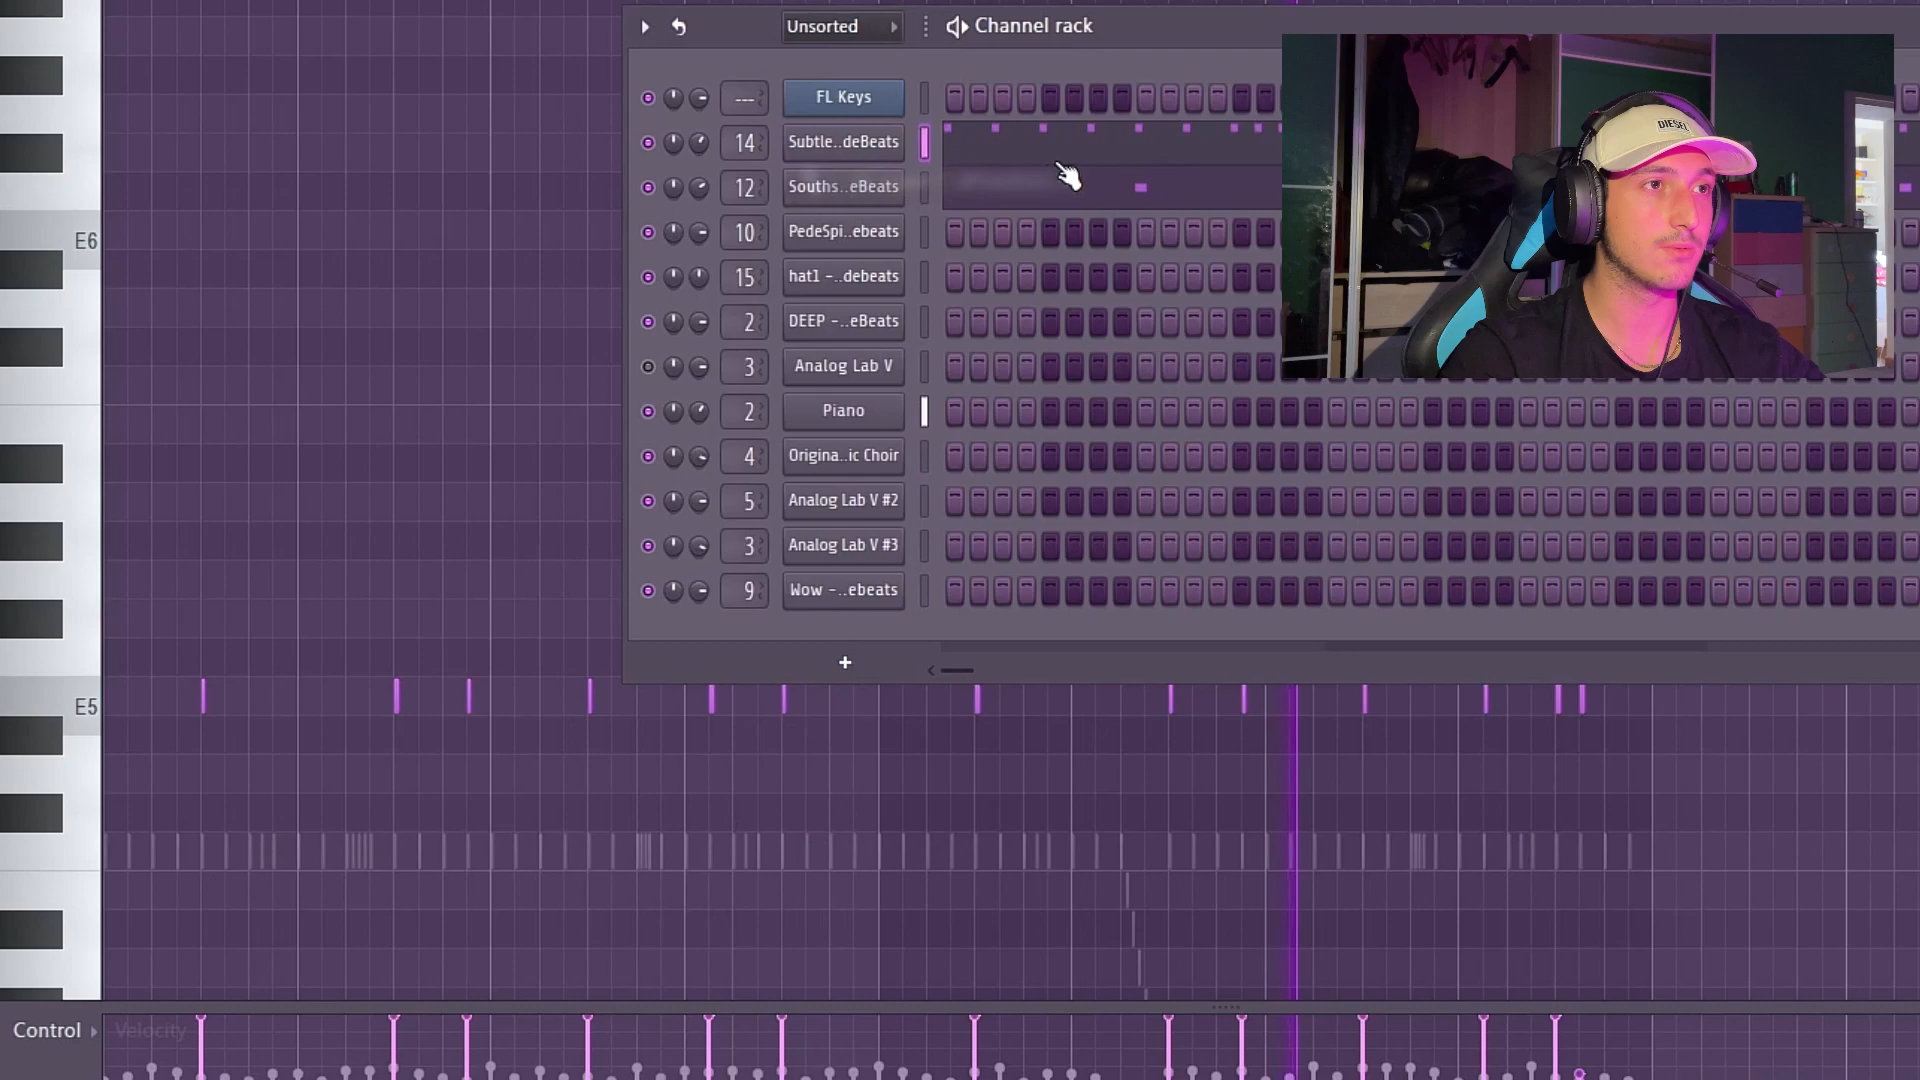 Unsorted
Channel rack
--- FL Keys
14 Subtle..deBeats
12 Souths..eBeats
10 PedeSpi..ebeats
15 hat1 -..debeats
2 DEEP -..eBeats
3 Analog Lab V
2 Piano
4 Origina..ic Choir
5 Analog Lab V #2
3 Analog Lab V #3
9 Wow -..ebeats
+
E6
E5
Control
Velocity
DIESEL